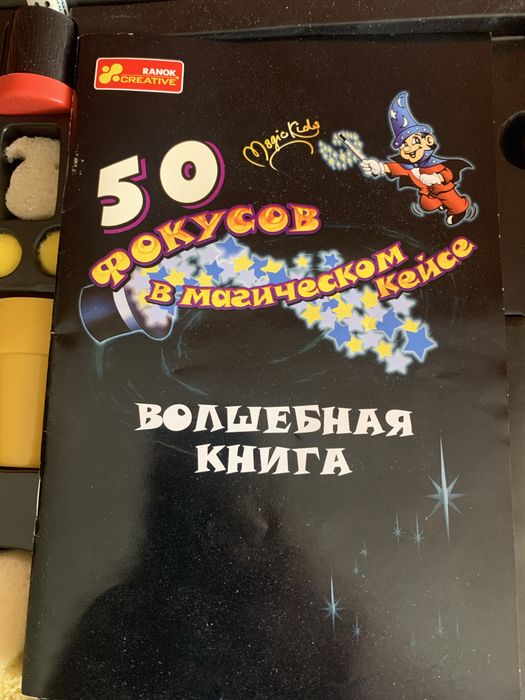 RANOK
CREATIVE
Magic Kids
50
ФОКУСОВ
В МАГИЧЕСКОМ
КЕЙСЕ
ВОЛШЕБНАЯ
КНИГА